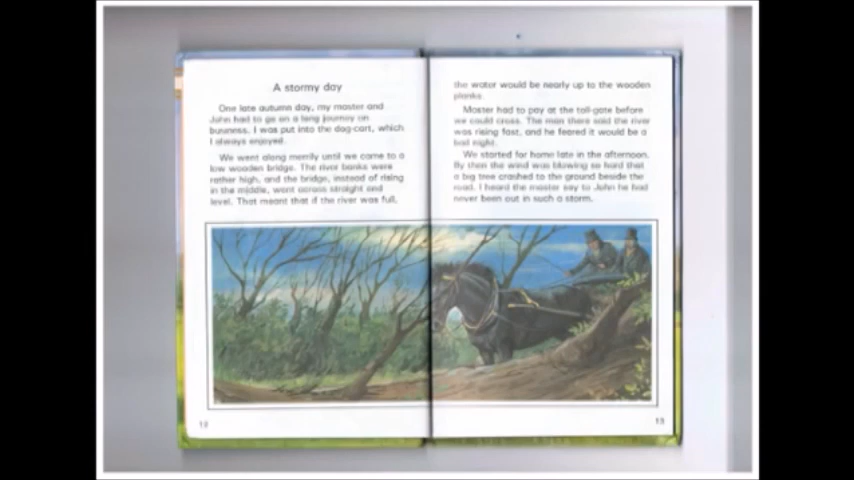 A stormy day
One late autumn day, my master and
John had to go on a long journey on
business. I was put into the dog-cart, which
I always enjoyed.
We went along merrily until we came to a
low wooden bridge. The river banks were
rather high, and the bridge, instead of rising
in the middle, went across straight and
level. That meant that if the river was full,
12
the water would be nearly up to the wooden
planks.
Master had to pay at the toll-gate before
we could cross. The man there said the river
was rising fast, and he feared it would be a
bad night.
We started for home late in the afternoon.
By then the wind was blowing so hard that
a big tree crashed to the ground beside the
road. I heard the master say to John he had
never been out in such a storm.
13